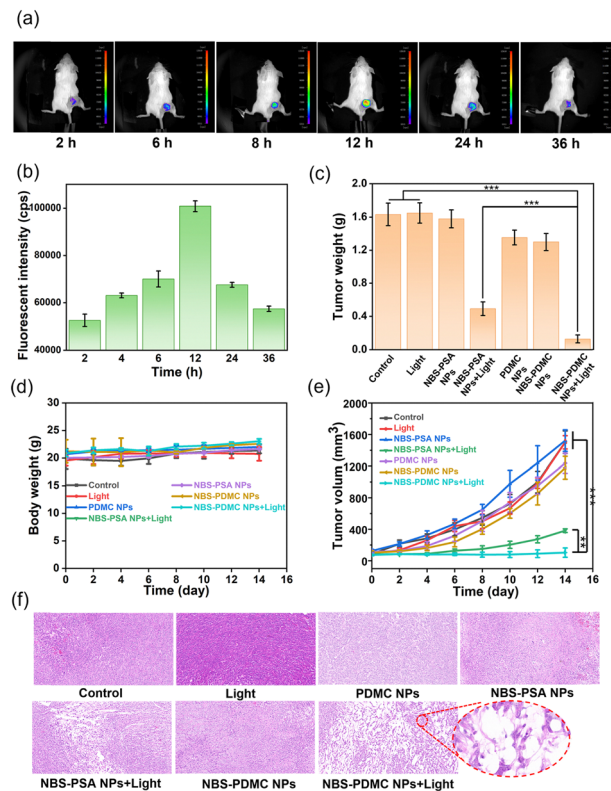 (a)
2 h
6 h
8 h
12 h
24 h
36 h
(b)
Fluorescent intensity (cps)
100000
80000
60000
40000
2
4
6
12
24
36
Time (h)
(c)
Tumor weight (g)
2.0
1.6
1.2
0.8
0.4
0.0
***
***
Control
Light
NBS-PSA NPs
NBS-PSA NPs+Light
PDMC NPs
NBS-PDMC NPs
NBS-PDMC NPs+Light
(d)
Body weight (g)
40
35
30
25
20
15
10
5
0
Control
Light
PDMC NPs
NBS-PSA NPs+Light
NBS-PSA NPs
NBS-PDMC NPs
NBS-PDMC NPs+Light
0
2
4
6
8
10
12
14
16
Time (day)
(e)
Tumor volume (mm3)
1800
1600
1200
800
400
0
Control
Light
NBS-PSA NPs
NBS-PSA NPs+Light
PDMC NPs
NBS-PDMC NPs
NBS-PDMC NPs+Light
***
**
0
2
4
6
8
10
12
14
16
Time (day)
(f)
Control
Light
PDMC NPs
NBS-PSA NPs
NBS-PSA NPs+Light
NBS-PDMC NPs
NBS-PDMC NPs+Light